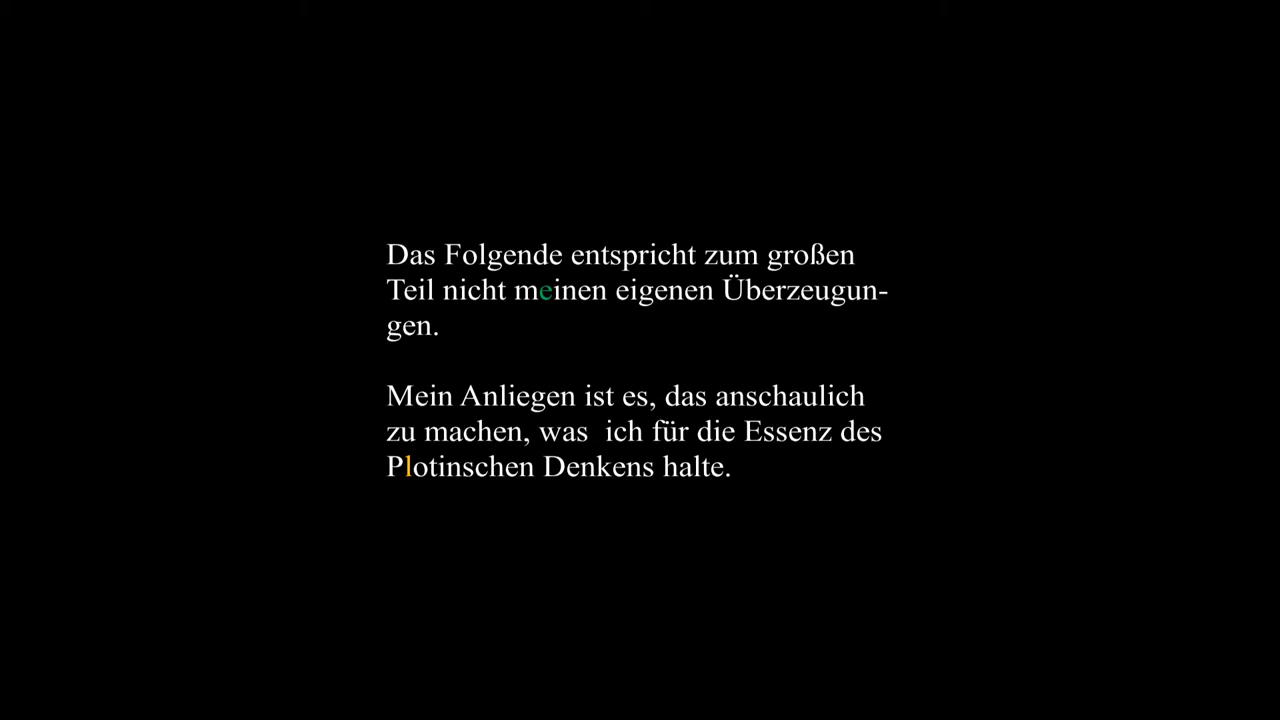 Das Folgende entspricht zum großen
Teil nicht meinen eigenen Überzeugun-
gen.
Mein Anliegen ist es, das anschaulich
zu machen, was  ich für die Essenz des
Plotinschen Denkens halte.